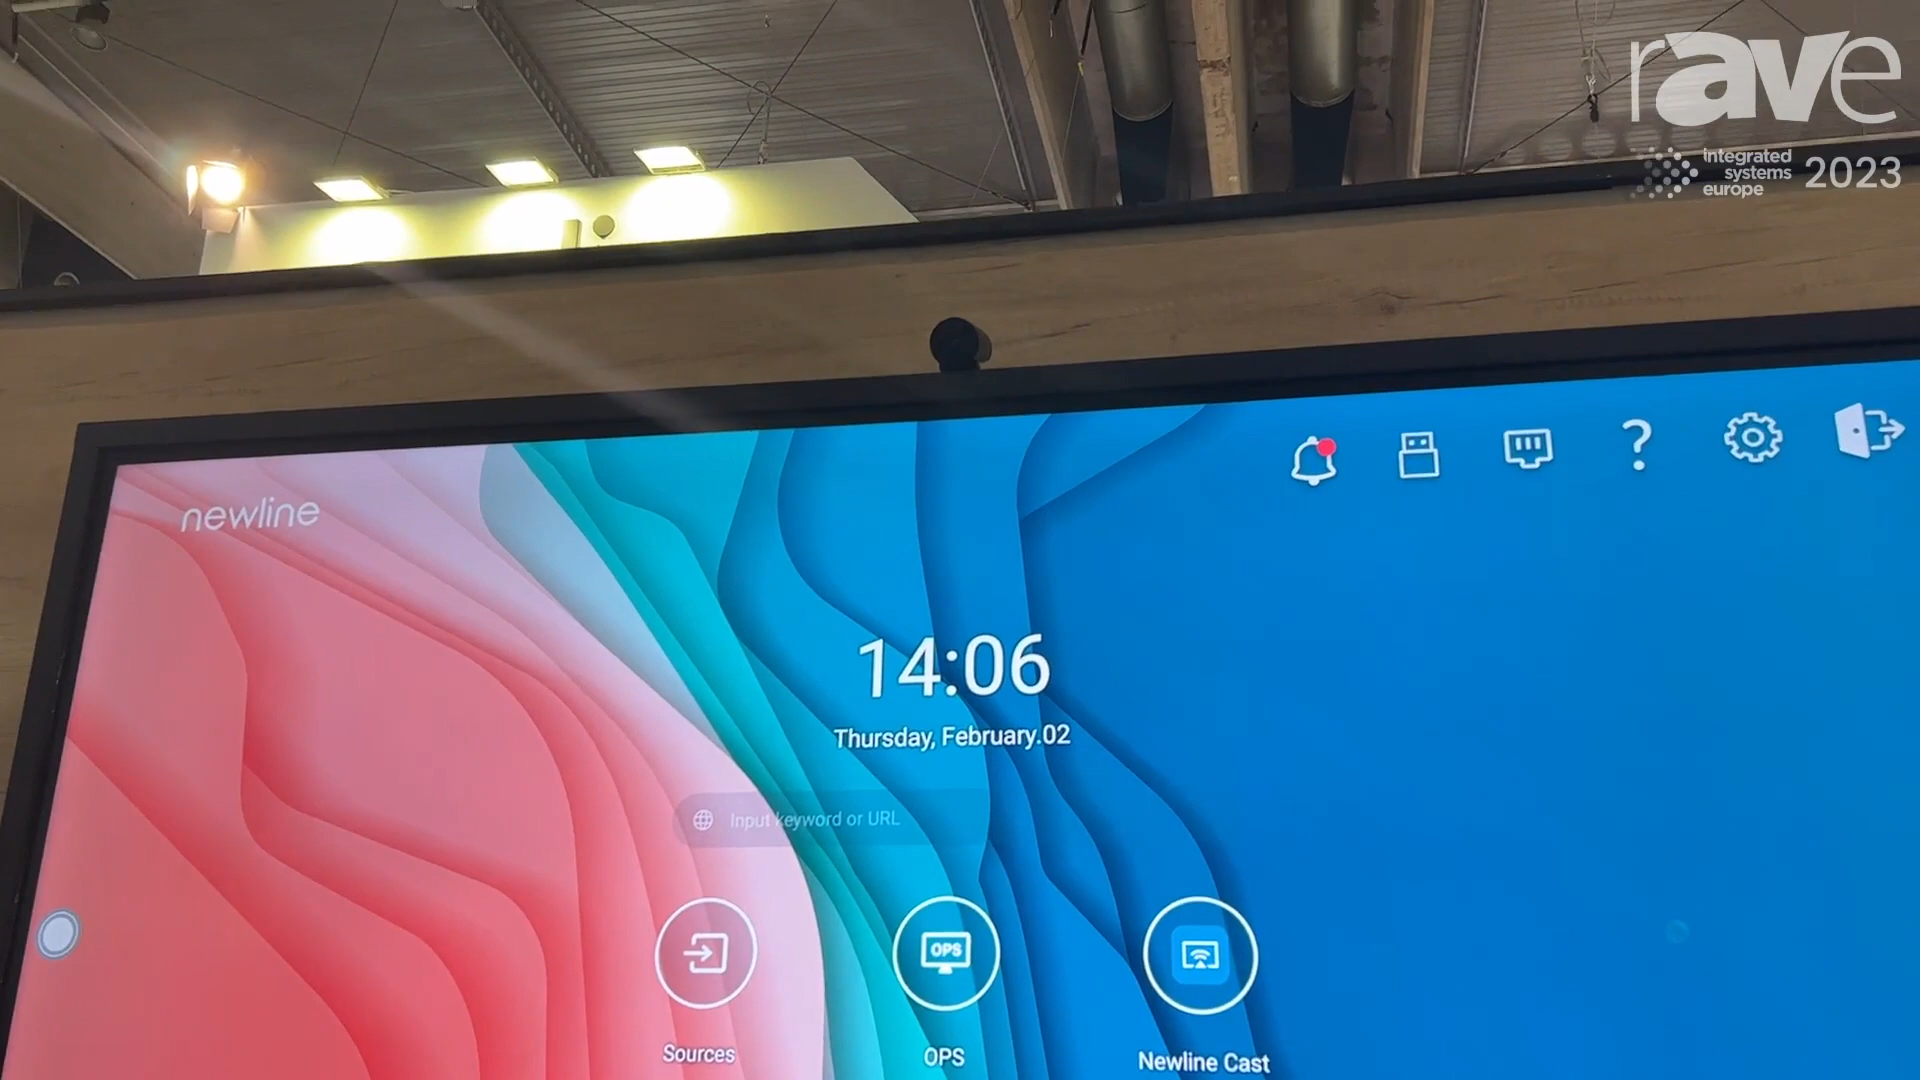 rAVe
integrated
systems
europe
2023
newline
?
14:06
Thursday, February.02
Input keyword or URL
OPS
Sources
OPS
Newline Cast